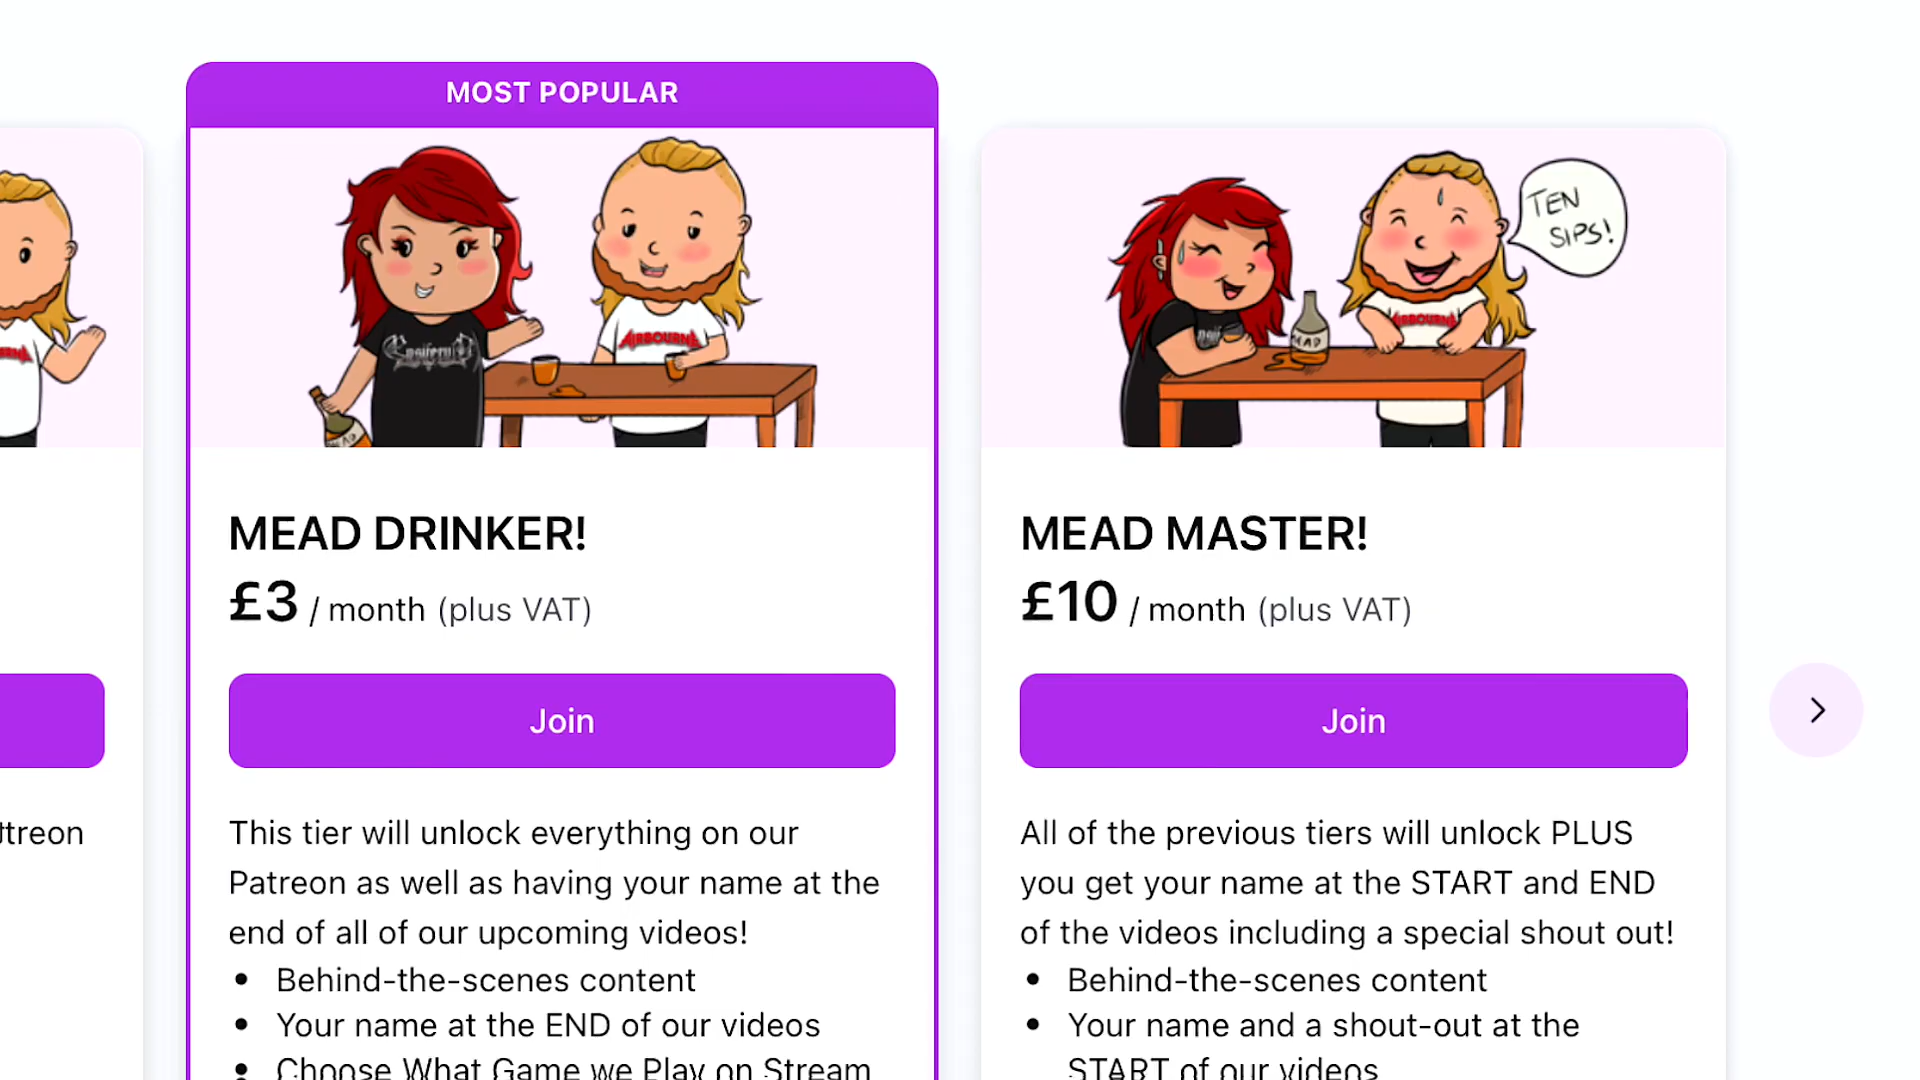 MOST POPULAR
Ensiferum
AIRBOURNE
MEAD
TEN
SIPS!
AIRBOURNE
MEAD
MEAD DRINKER!
£3 / month (plus VAT)
Join
This tier will unlock everything on our
Patreon as well as having your name at the
end of all of our upcoming videos!
• Behind-the-scenes content
• Your name at the END of our videos
• Choose What Game we Play on Stream
MEAD MASTER!
£10 / month (plus VAT)
Join
All of the previous tiers will unlock PLUS
you get your name at the START and END
of the videos including a special shout out!
• Behind-the-scenes content
• Your name and a shout-out at the
START of our videos